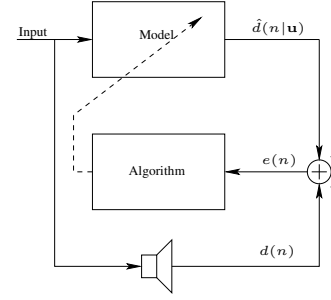 Input
Model
d̂(n|u)
Algorithm
e(n)
+
d(n)